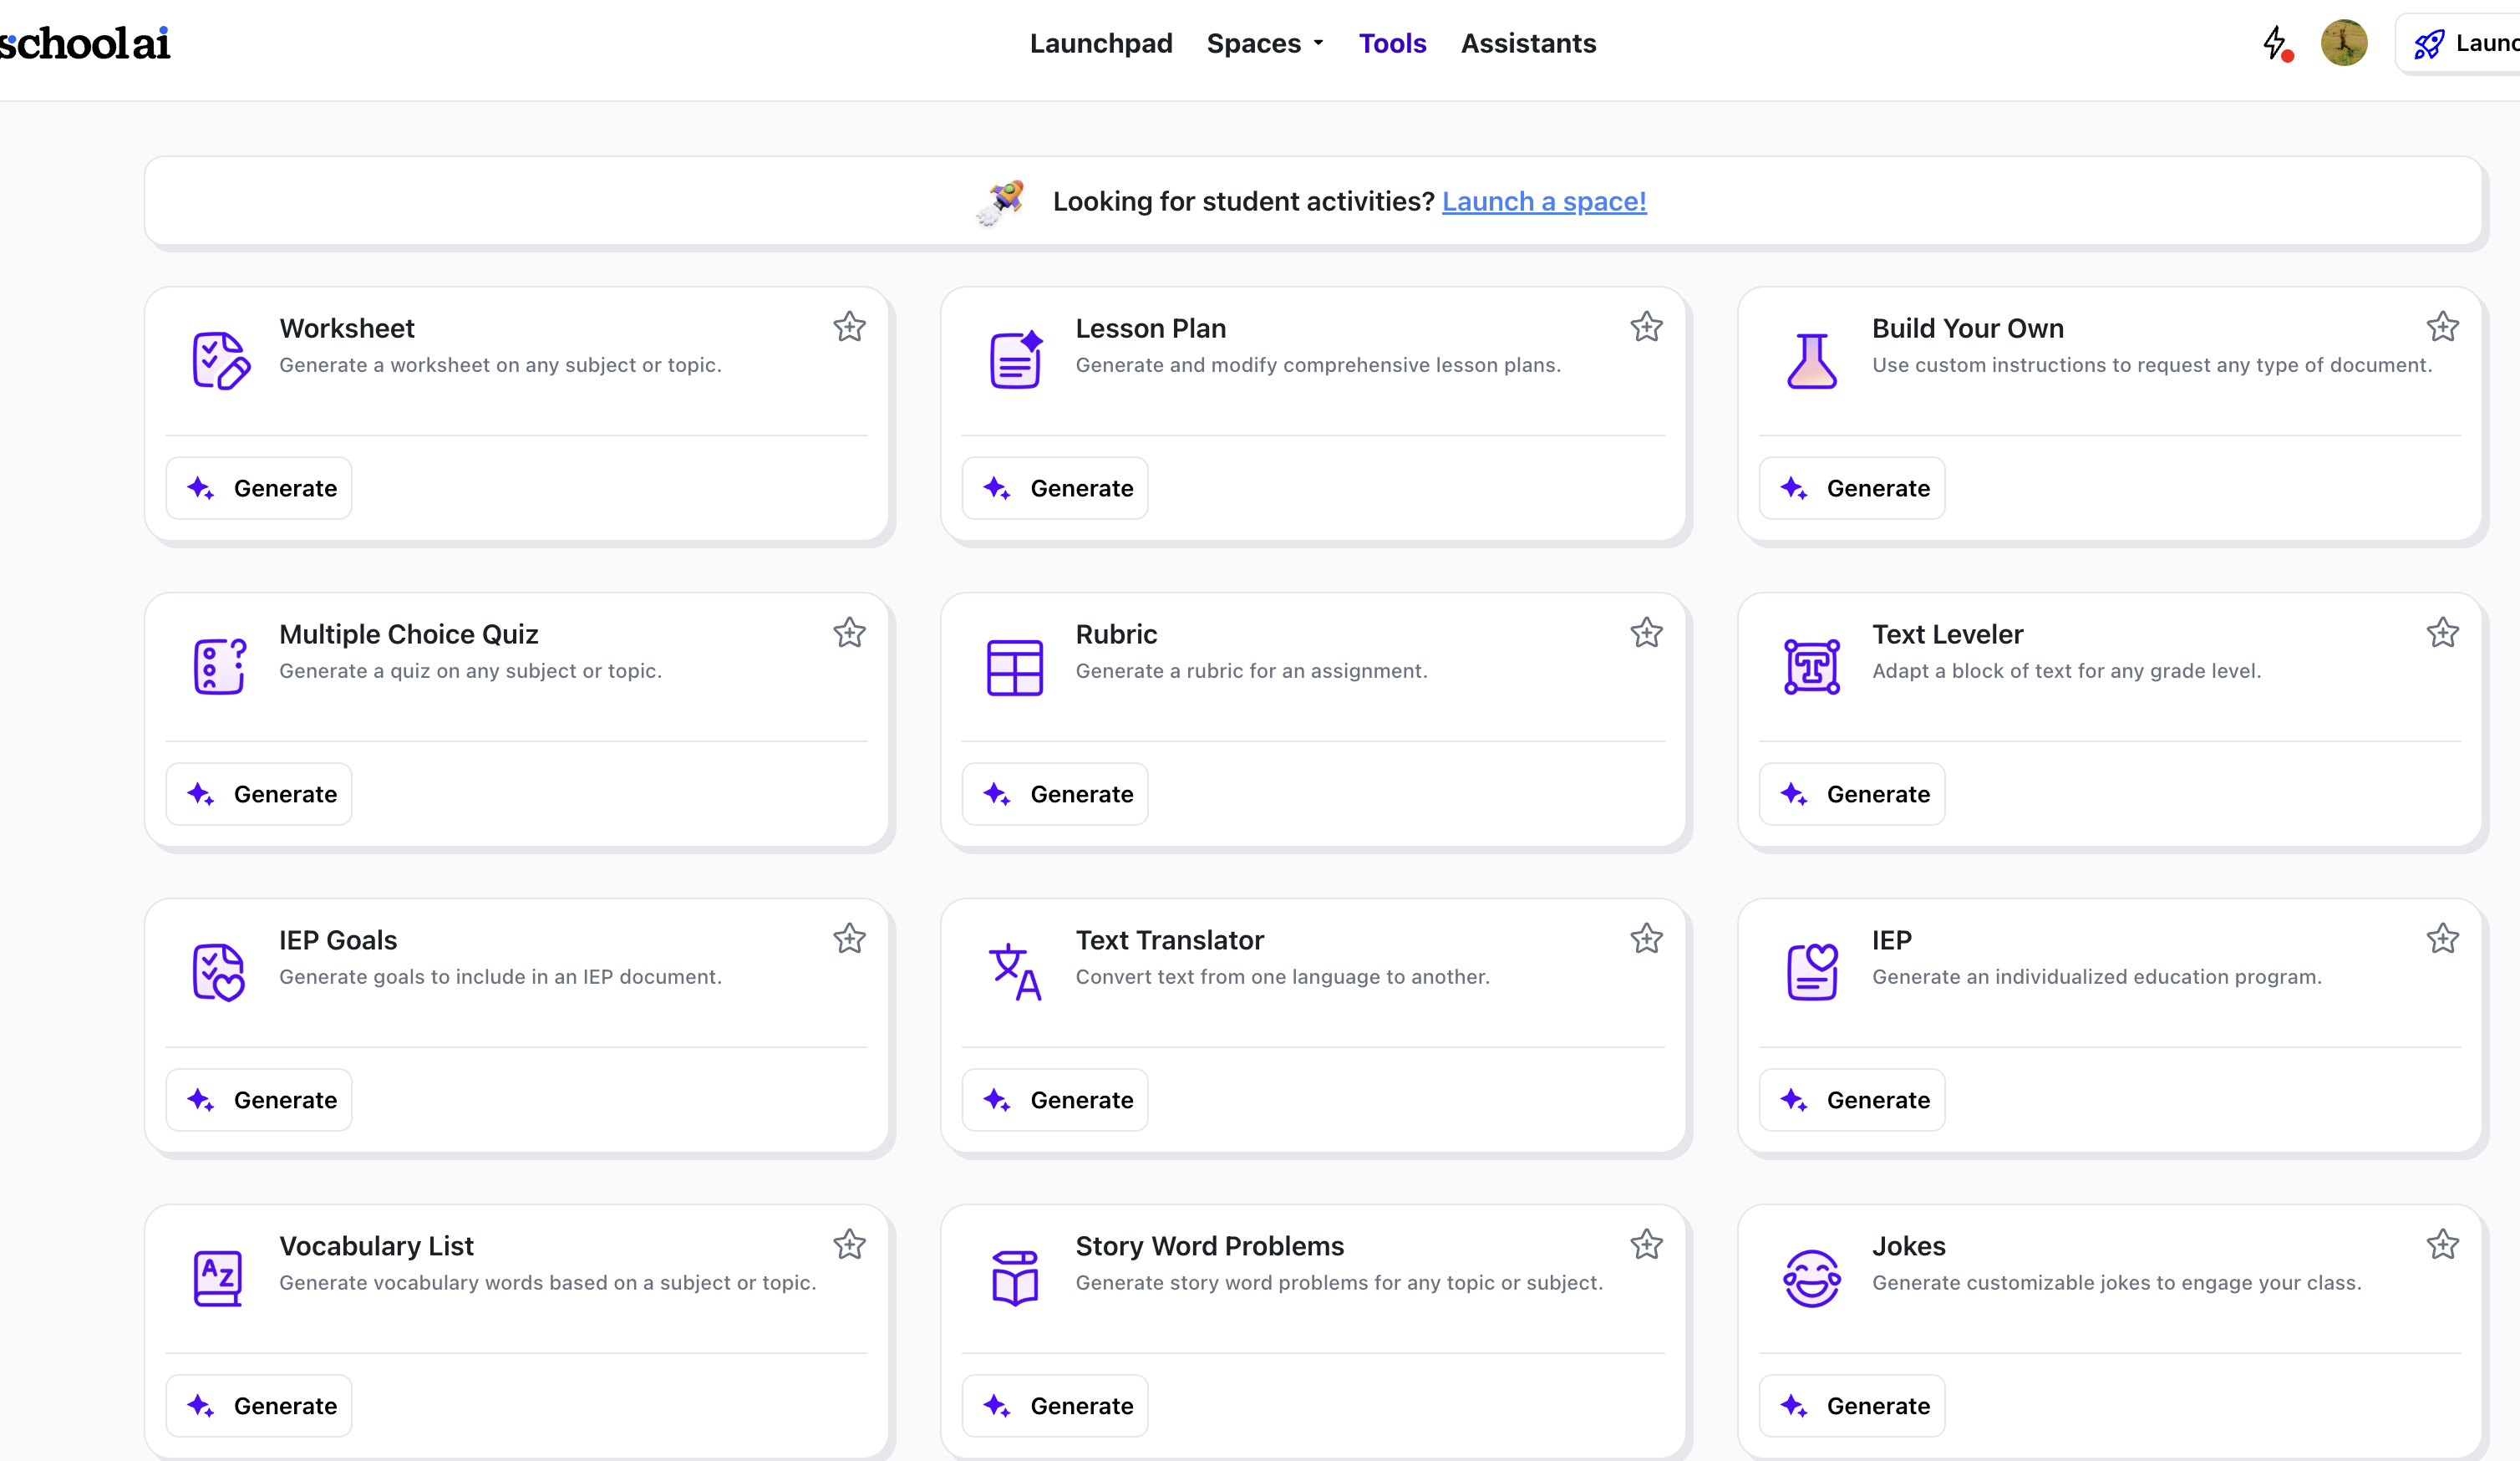 schoolai
Launchpad Spaces Tools Assistants
Looking for student activities? Launch a space!
Worksheet
Generate a worksheet on any subject or topic.
Generate
Lesson Plan
Generate and modify comprehensive lesson plans.
Generate
Build Your Own
Use custom instructions to request any type of document.
Generate
Multiple Choice Quiz
Generate a quiz on any subject or topic.
Generate
Rubric
Generate a rubric for an assignment.
Generate
Text Leveler
Adapt a block of text for any grade level.
Generate
IEP Goals
Generate goals to include in an IEP document.
Generate
Text Translator
Convert text from one language to another.
Generate
IEP
Generate an individualized education program.
Generate
Vocabulary List
Generate vocabulary words based on a subject or topic.
Generate
Story Word Problems
Generate story word problems for any topic or subject.
Generate
Jokes
Generate customizable jokes to engage your class.
Generate